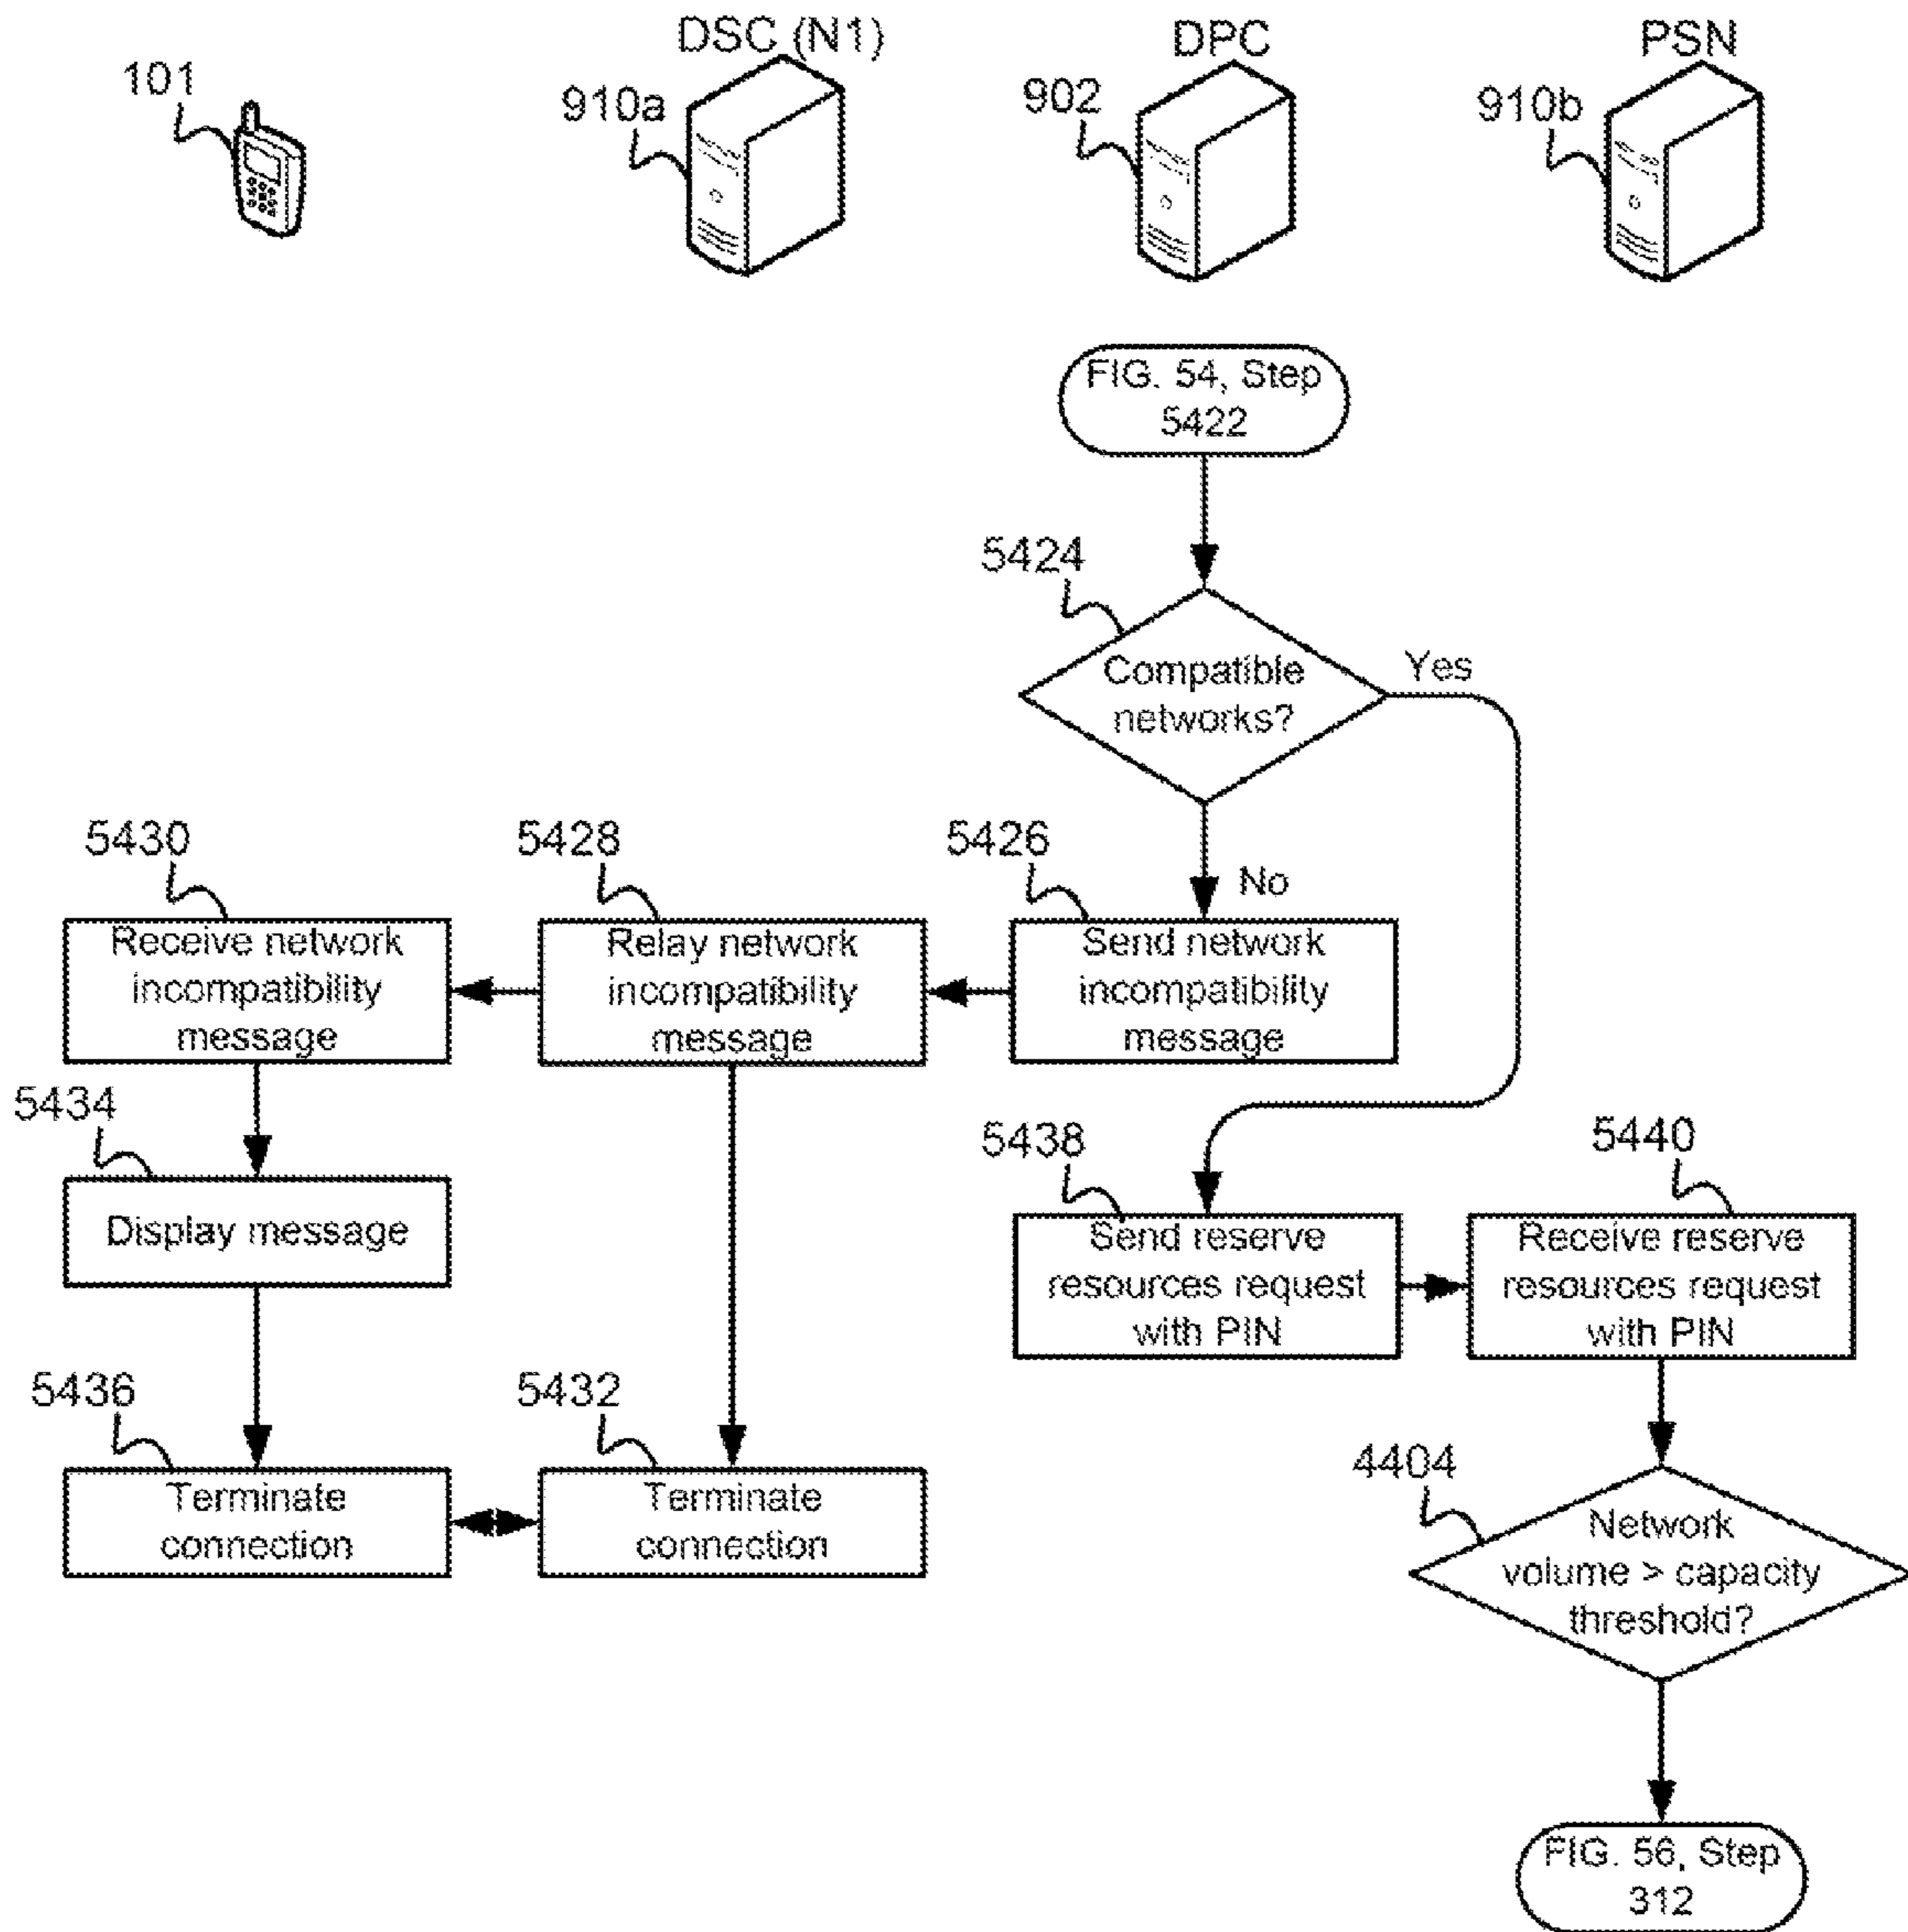 DSC (N1)
DPC
PSN
101
910a
902
910b
FIG. 54, Step
5422
5424
Compatible
networks?
Yes
No
5430
5428
5426
Receive network
incompatibility
message
Relay network
incompatibility
message
Send network
incompatibility
message
5434
Display message
5438
Send reserve
resources request
with PIN
5440
Receive reserve
resources request
with PIN
5436
Terminate
connection
5432
Terminate
connection
4404
Network
volume > capacity
threshold?
FIG. 56, Step
312